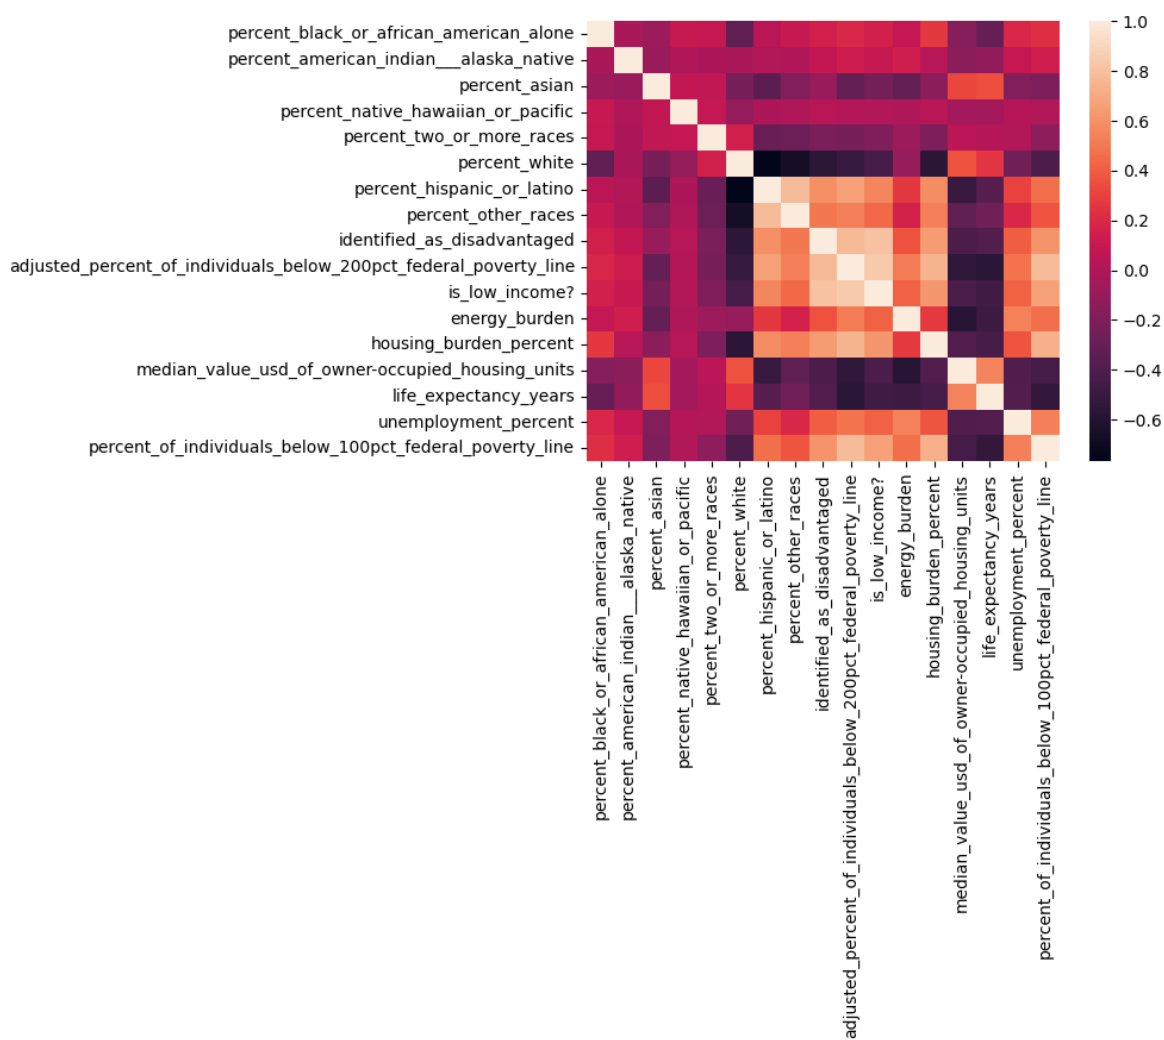 percent_black_or_african_american_alone
percent_american_indian___alaska_native
percent_asian
percent_native_hawaiian_or_pacific
percent_two_or_more_races
percent_white
percent_hispanic_or_latino
percent_other_races
identified_as_disadvantaged
adjusted_percent_of_individuals_below_200pct_federal_poverty_line
is_low_income?
energy_burden
housing_burden_percent
median_value_usd_of_owner-occupied_housing_units
life_expectancy_years
unemployment_percent
percent_of_individuals_below_100pct_federal_poverty_line
percent_black_or_african_american_alone
percent_american_indian___alaska_native
percent_asian
percent_native_hawaiian_or_pacific
percent_two_or_more_races
percent_white
percent_hispanic_or_latino
percent_other_races
identified_as_disadvantaged
adjusted_percent_of_individuals_below_200pct_federal_poverty_line
is_low_income?
energy_burden
housing_burden_percent
median_value_usd_of_owner-occupied_housing_units
life_expectancy_years
unemployment_percent
percent_of_individuals_below_100pct_federal_poverty_line
1.0
0.8
0.6
0.4
0.2
0.0
−0.2
−0.4
−0.6